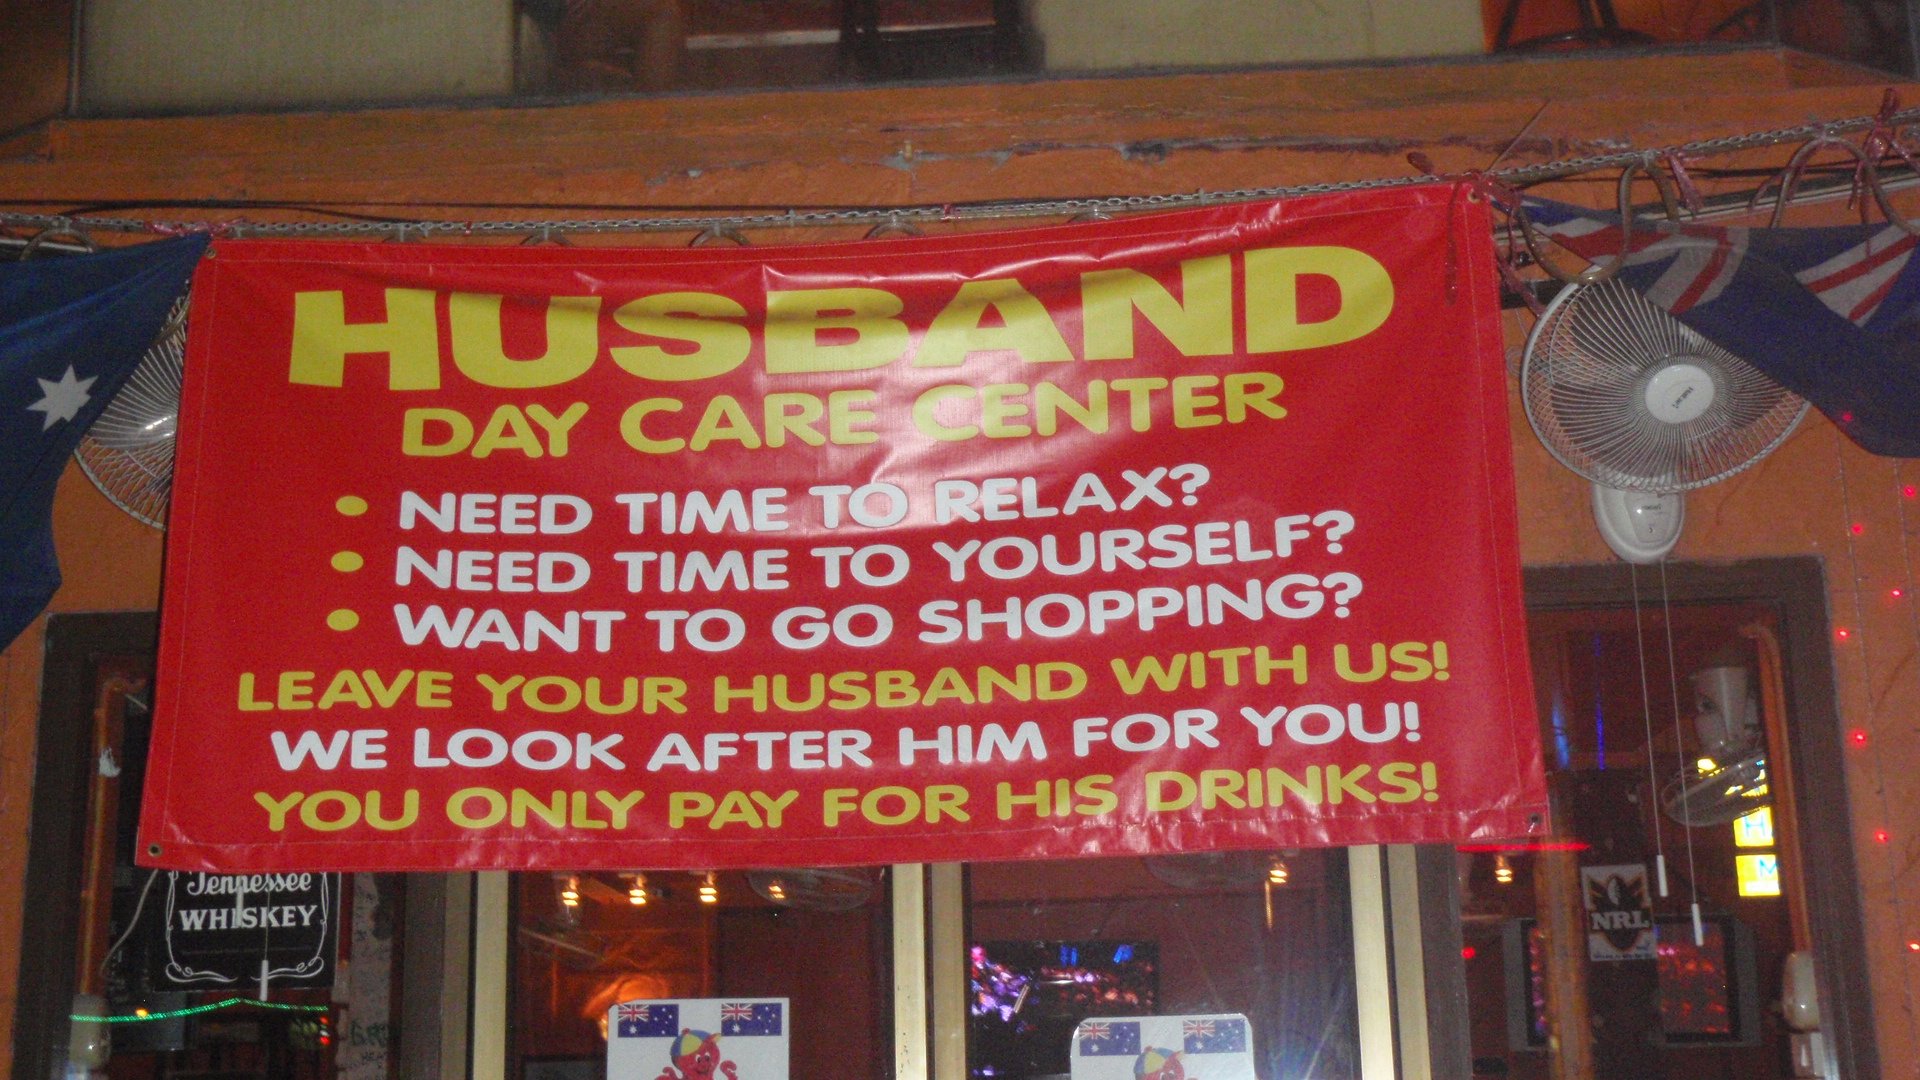 HUSBAND
DAY CARE CENTER
• NEED TIME TO RELAX?
• NEED TIME TO YOURSELF?
• WANT TO GO SHOPPING?
LEAVE YOUR HUSBAND WITH US!
WE LOOK AFTER HIM FOR YOU!
YOU ONLY PAY FOR HIS DRINKS!
Tennessee
WHISKEY
NRL